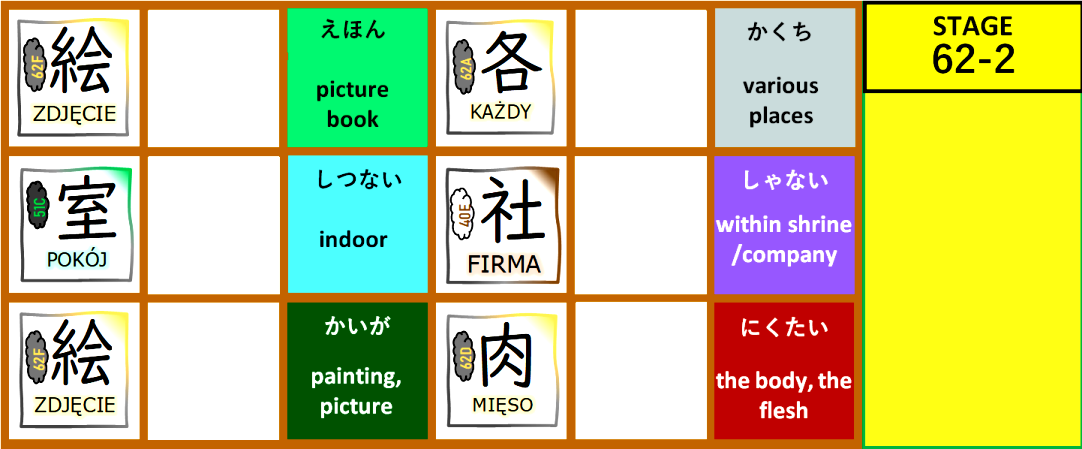 62F
絵
ZDJĘCIE
えほん
picture
book
62A
各
KAŻDY
かくち
various
places
STAGE
62-2
51C
室
POKÓJ
しつない
indoor
40E
社
FIRMA
しゃない
within shrine
/company
62F
絵
ZDJĘCIE
かいが
painting,
picture
62D
肉
MIĘSO
にくたい
the body, the
flesh